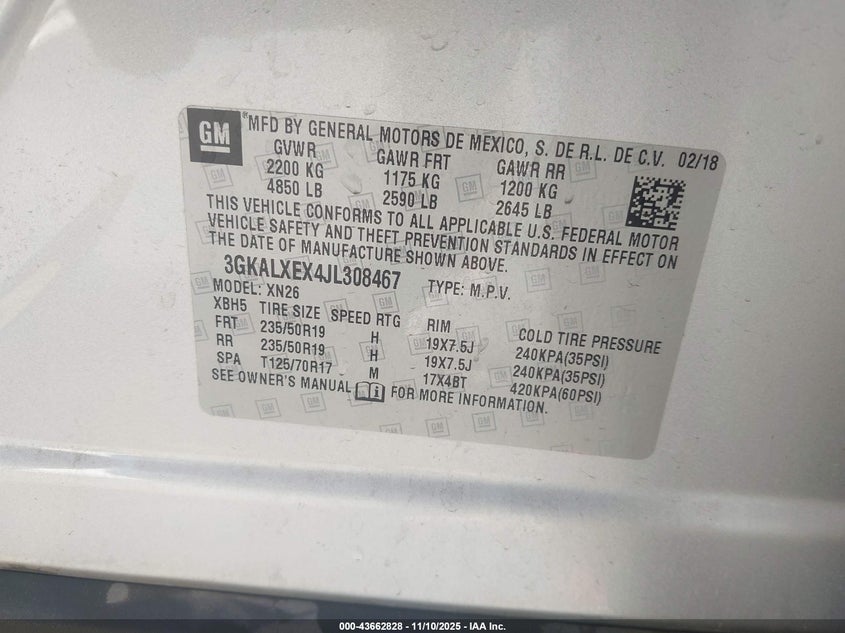 GM
®MFD BY GENERAL MOTORS DE MEXICO, S. DE R.L. DE C.V. 02/18
GVWR GAWR FRT GAWR RR
2200 KG 1175 KG 1200 KG
4850 LB 2590 LB 2645 LB
THIS VEHICLE CONFORMS TO ALL APPLICABLE U.S. FEDERAL MOTOR
VEHICLE SAFETY AND THEFT PREVENTION STANDARDS IN EFFECT ON
THE DATE OF MANUFACTURE SHOWN ABOVE.
3GKALXEX4JL308467 TYPE: M.P.V.
MODEL: XN26
XBH5 TIRE SIZE SPEED RTG RIM COLD TIRE PRESSURE
FRT 235/50R19 H 19X7.5J 240KPA(35PSI)
RR 235/50R19 H 19X7.5J 240KPA(35PSI)
SPA T125/70R17 M 17X4BT 420KPA(60PSI)
SEE OWNER'S MANUAL FOR MORE INFORMATION.
000-43662828 - 11/10/2025 - IAA Inc.